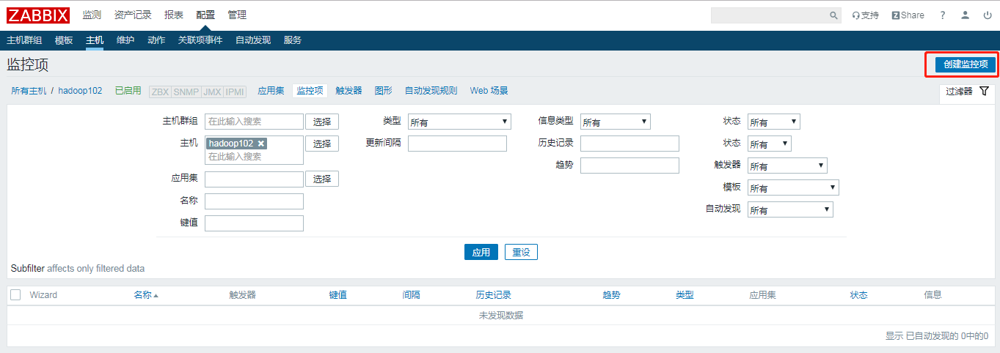 ZABBIX 监测 资产记录 报表 配置 管理 支持 Z Share ?
主机群组 模板 主机 维护 动作 关联项事件 自动发现 服务
监控项 创建监控项
所有主机 / hadoop102 已启用 ZBX SNMP JMX IPMI 应用集 监控项 触发器 图形 自动发现规则 Web 场景 过滤器
主机群组 在此输入搜索 选择 类型 所有 信息类型 所有 状态 所有
主机 hadoop102 选择 更新间隔 历史记录 状态 所有
在此输入搜索
趋势 触发器 所有
应用集 选择
模板 所有
名称
自动发现 所有
键值
应用 重设
Subfilter affects only filtered data
Wizard 名称 触发器 键值 间隔 历史记录 趋势 类型 应用集 状态 信息
未发现数据
显示 已自动发现的 0中的0